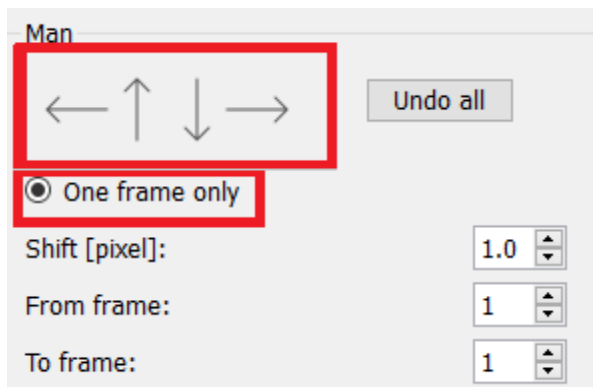 Man
Undo all
One frame only
Shift [pixel]: 1.0
From frame: 1
To frame: 1